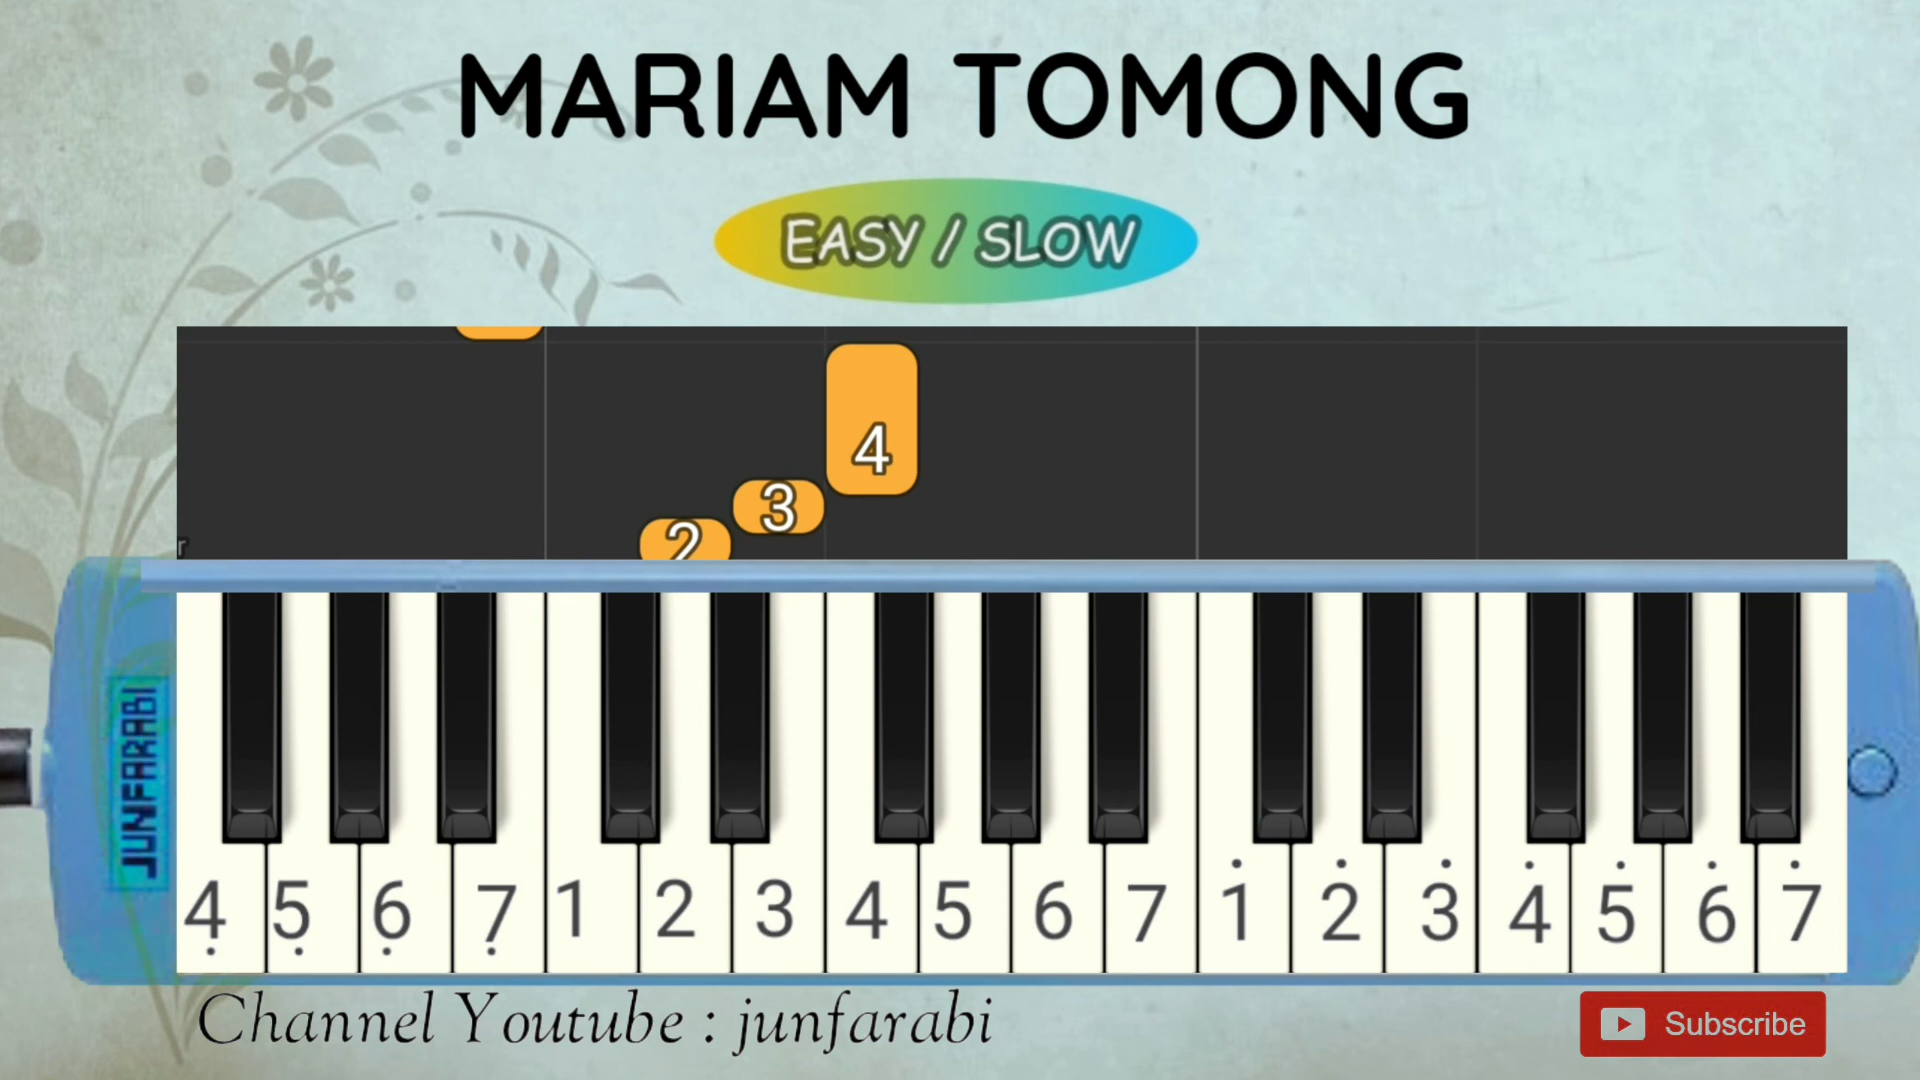 MARIAM TOMONG
EASY / SLOW
4
3
2
r
JUNFARABI
4̣ 5̣ 6̣ 7̣ 1 2 3 4 5 6 7 1̇ 2̇ 3̇ 4̇ 5̇ 6̇ 7̇
Channel Youtube : junfarabi
Subscribe